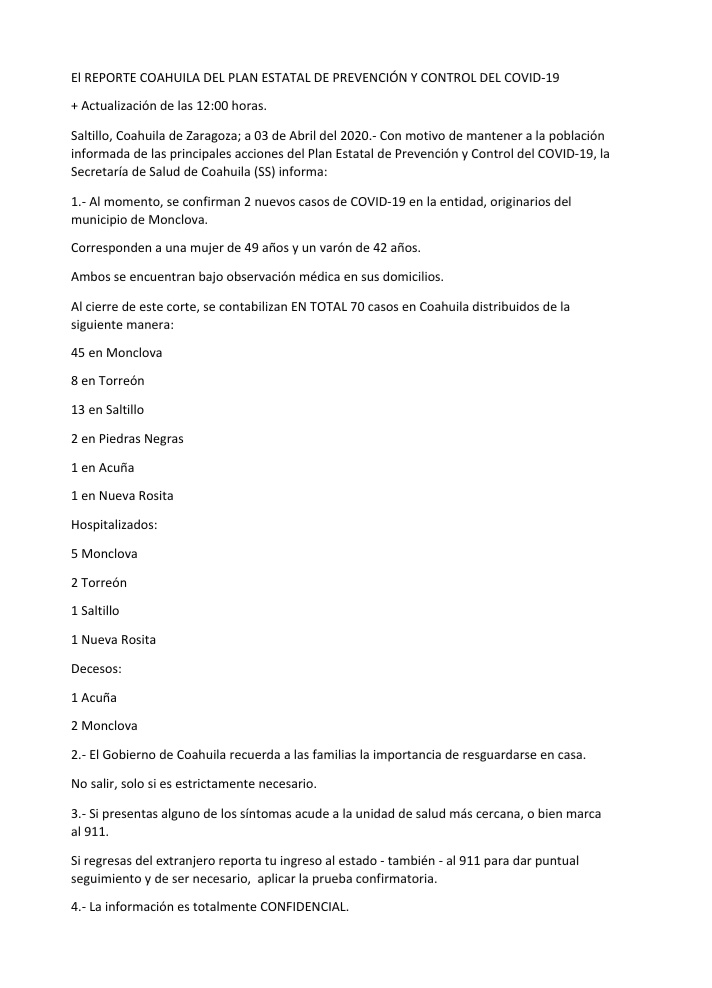 El REPORTE COAHUILA DEL PLAN ESTATAL DE PREVENCIÓN Y CONTROL DEL COVID-19
+ Actualización de las 12:00 horas.
Saltillo, Coahuila de Zaragoza; a 03 de Abril del 2020.- Con motivo de mantener a la población
informada de las principales acciones del Plan Estatal de Prevención y Control del COVID-19, la
Secretaría de Salud de Coahuila (SS) informa:
1.- Al momento, se confirman 2 nuevos casos de COVID-19 en la entidad, originarios del
municipio de Monclova.
Corresponden a una mujer de 49 años y un varón de 42 años.
Ambos se encuentran bajo observación médica en sus domicilios.
Al cierre de este corte, se contabilizan EN TOTAL 70 casos en Coahuila distribuidos de la
siguiente manera:
45 en Monclova
8 en Torreón
13 en Saltillo
2 en Piedras Negras
1 en Acuña
1 en Nueva Rosita
Hospitalizados:
5 Monclova
2 Torreón
1 Saltillo
1 Nueva Rosita
Decesos:
1 Acuña
2 Monclova
2.- El Gobierno de Coahuila recuerda a las familias la importancia de resguardarse en casa.
No salir, solo si es estrictamente necesario.
3.- Si presentas alguno de los síntomas acude a la unidad de salud más cercana, o bien marca
al 911.
Si regresas del extranjero reporta tu ingreso al estado - también - al 911 para dar puntual
seguimiento y de ser necesario,  aplicar la prueba confirmatoria.
4.- La información es totalmente CONFIDENCIAL.